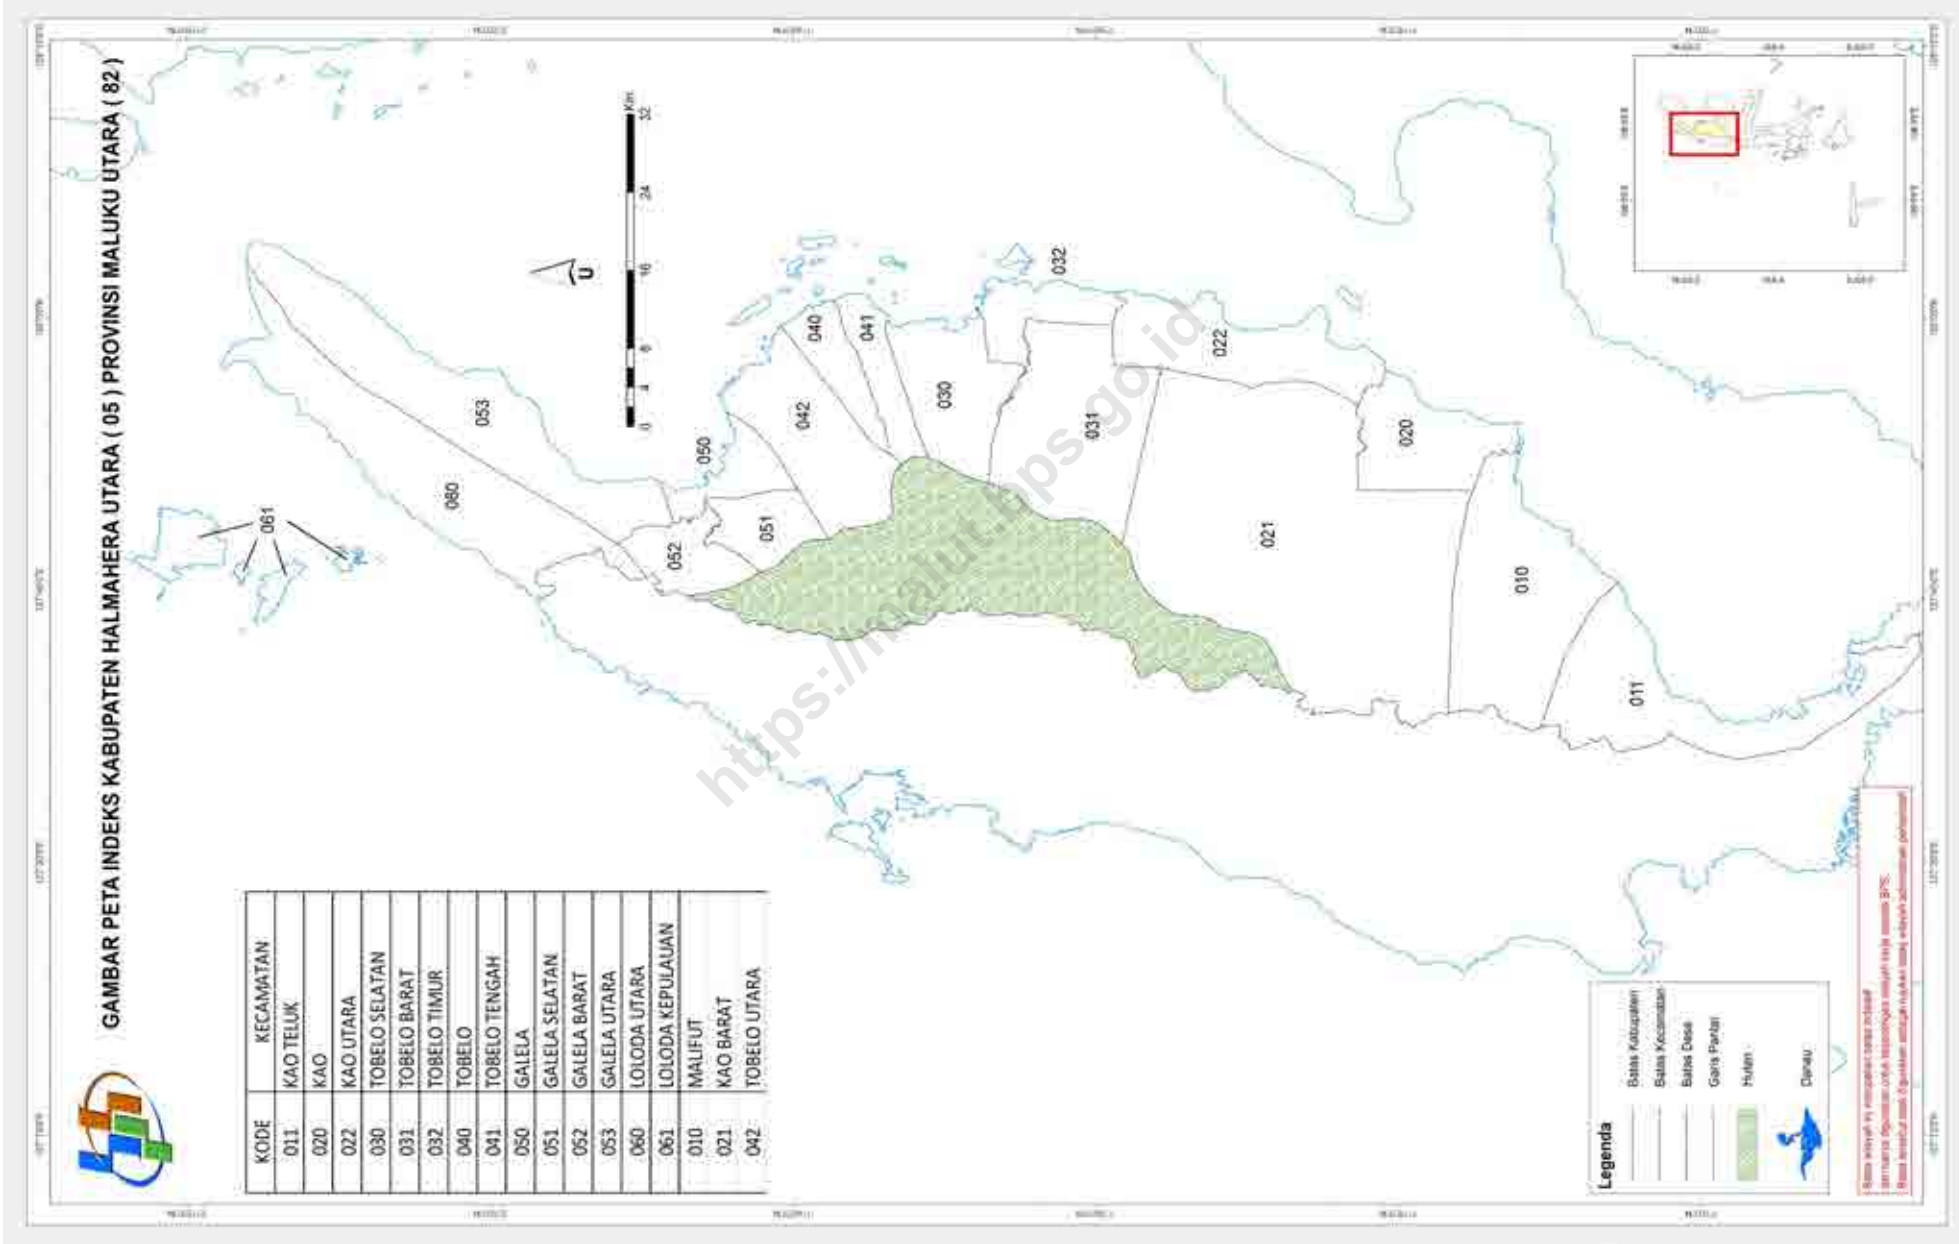 GAMBAR PETA INDEKS KABUPATEN HALMAHERA UTARA ( 05 ) PROVINSI MALUKU UTARA ( 82 )
KODE KECAMATAN
011 KAO TELUK
020 KAO
022 KAO UTARA
030 TOBELO SELATAN
031 TOBELO BARAT
032 TOBELO TIMUR
040 TOBELO
041 TOBELO TENGAH
050 GALELA
051 GALELA SELATAN
052 GALELA BARAT
053 GALELA UTARA
060 LOLODA UTARA
061 LOLODA KEPULAUAN
010 MALIFUT
021 KAO BARAT
042 TOBELO UTARA
061
060
053
U
0 4 8 16 24 32
Km
050
052
051
042
040
041
030
032
031
022
021
020
010
011
https://malut.bps.go.id
Legenda
Batas Kabupaten
Batas Kecamatan
Batas Desa
Garis Pantai
Hutan
Danau